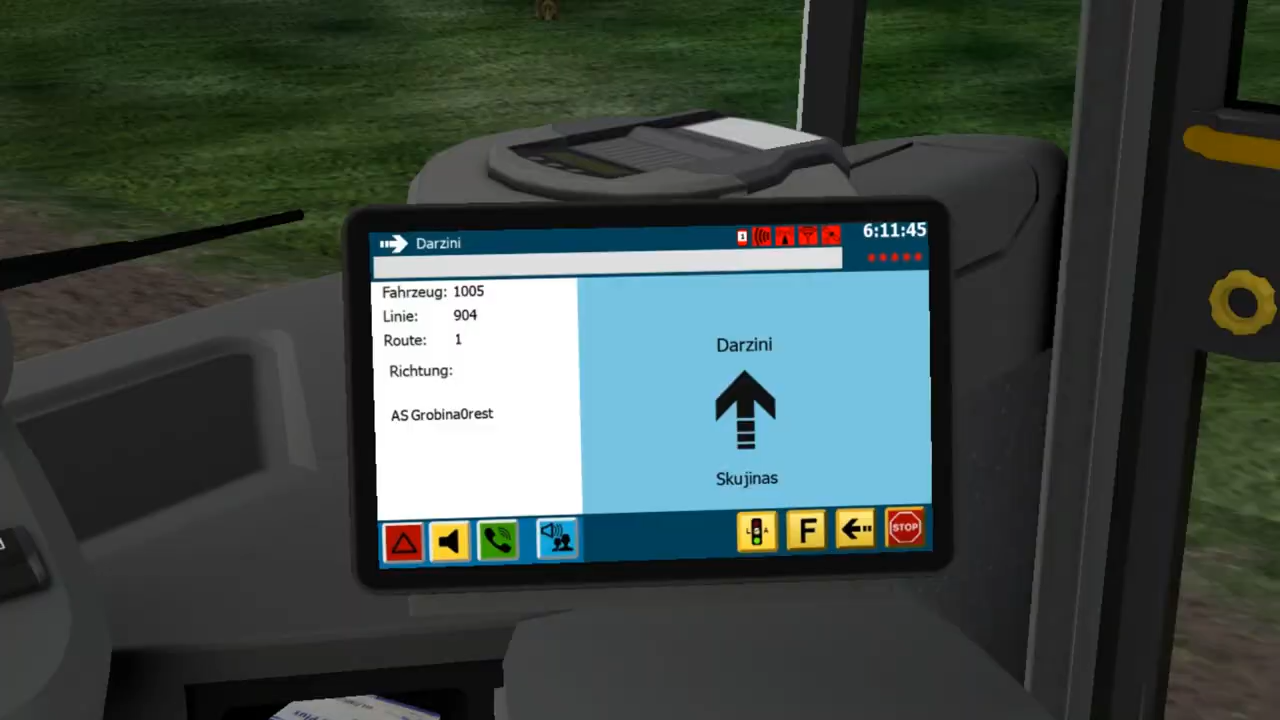 Darzini
6:11:45
Fahrzeug: 1005
Linie: 904
Route: 1
Richtung:
AS Grobina0rest
Darzini
Skujinas
L A
F
STOP